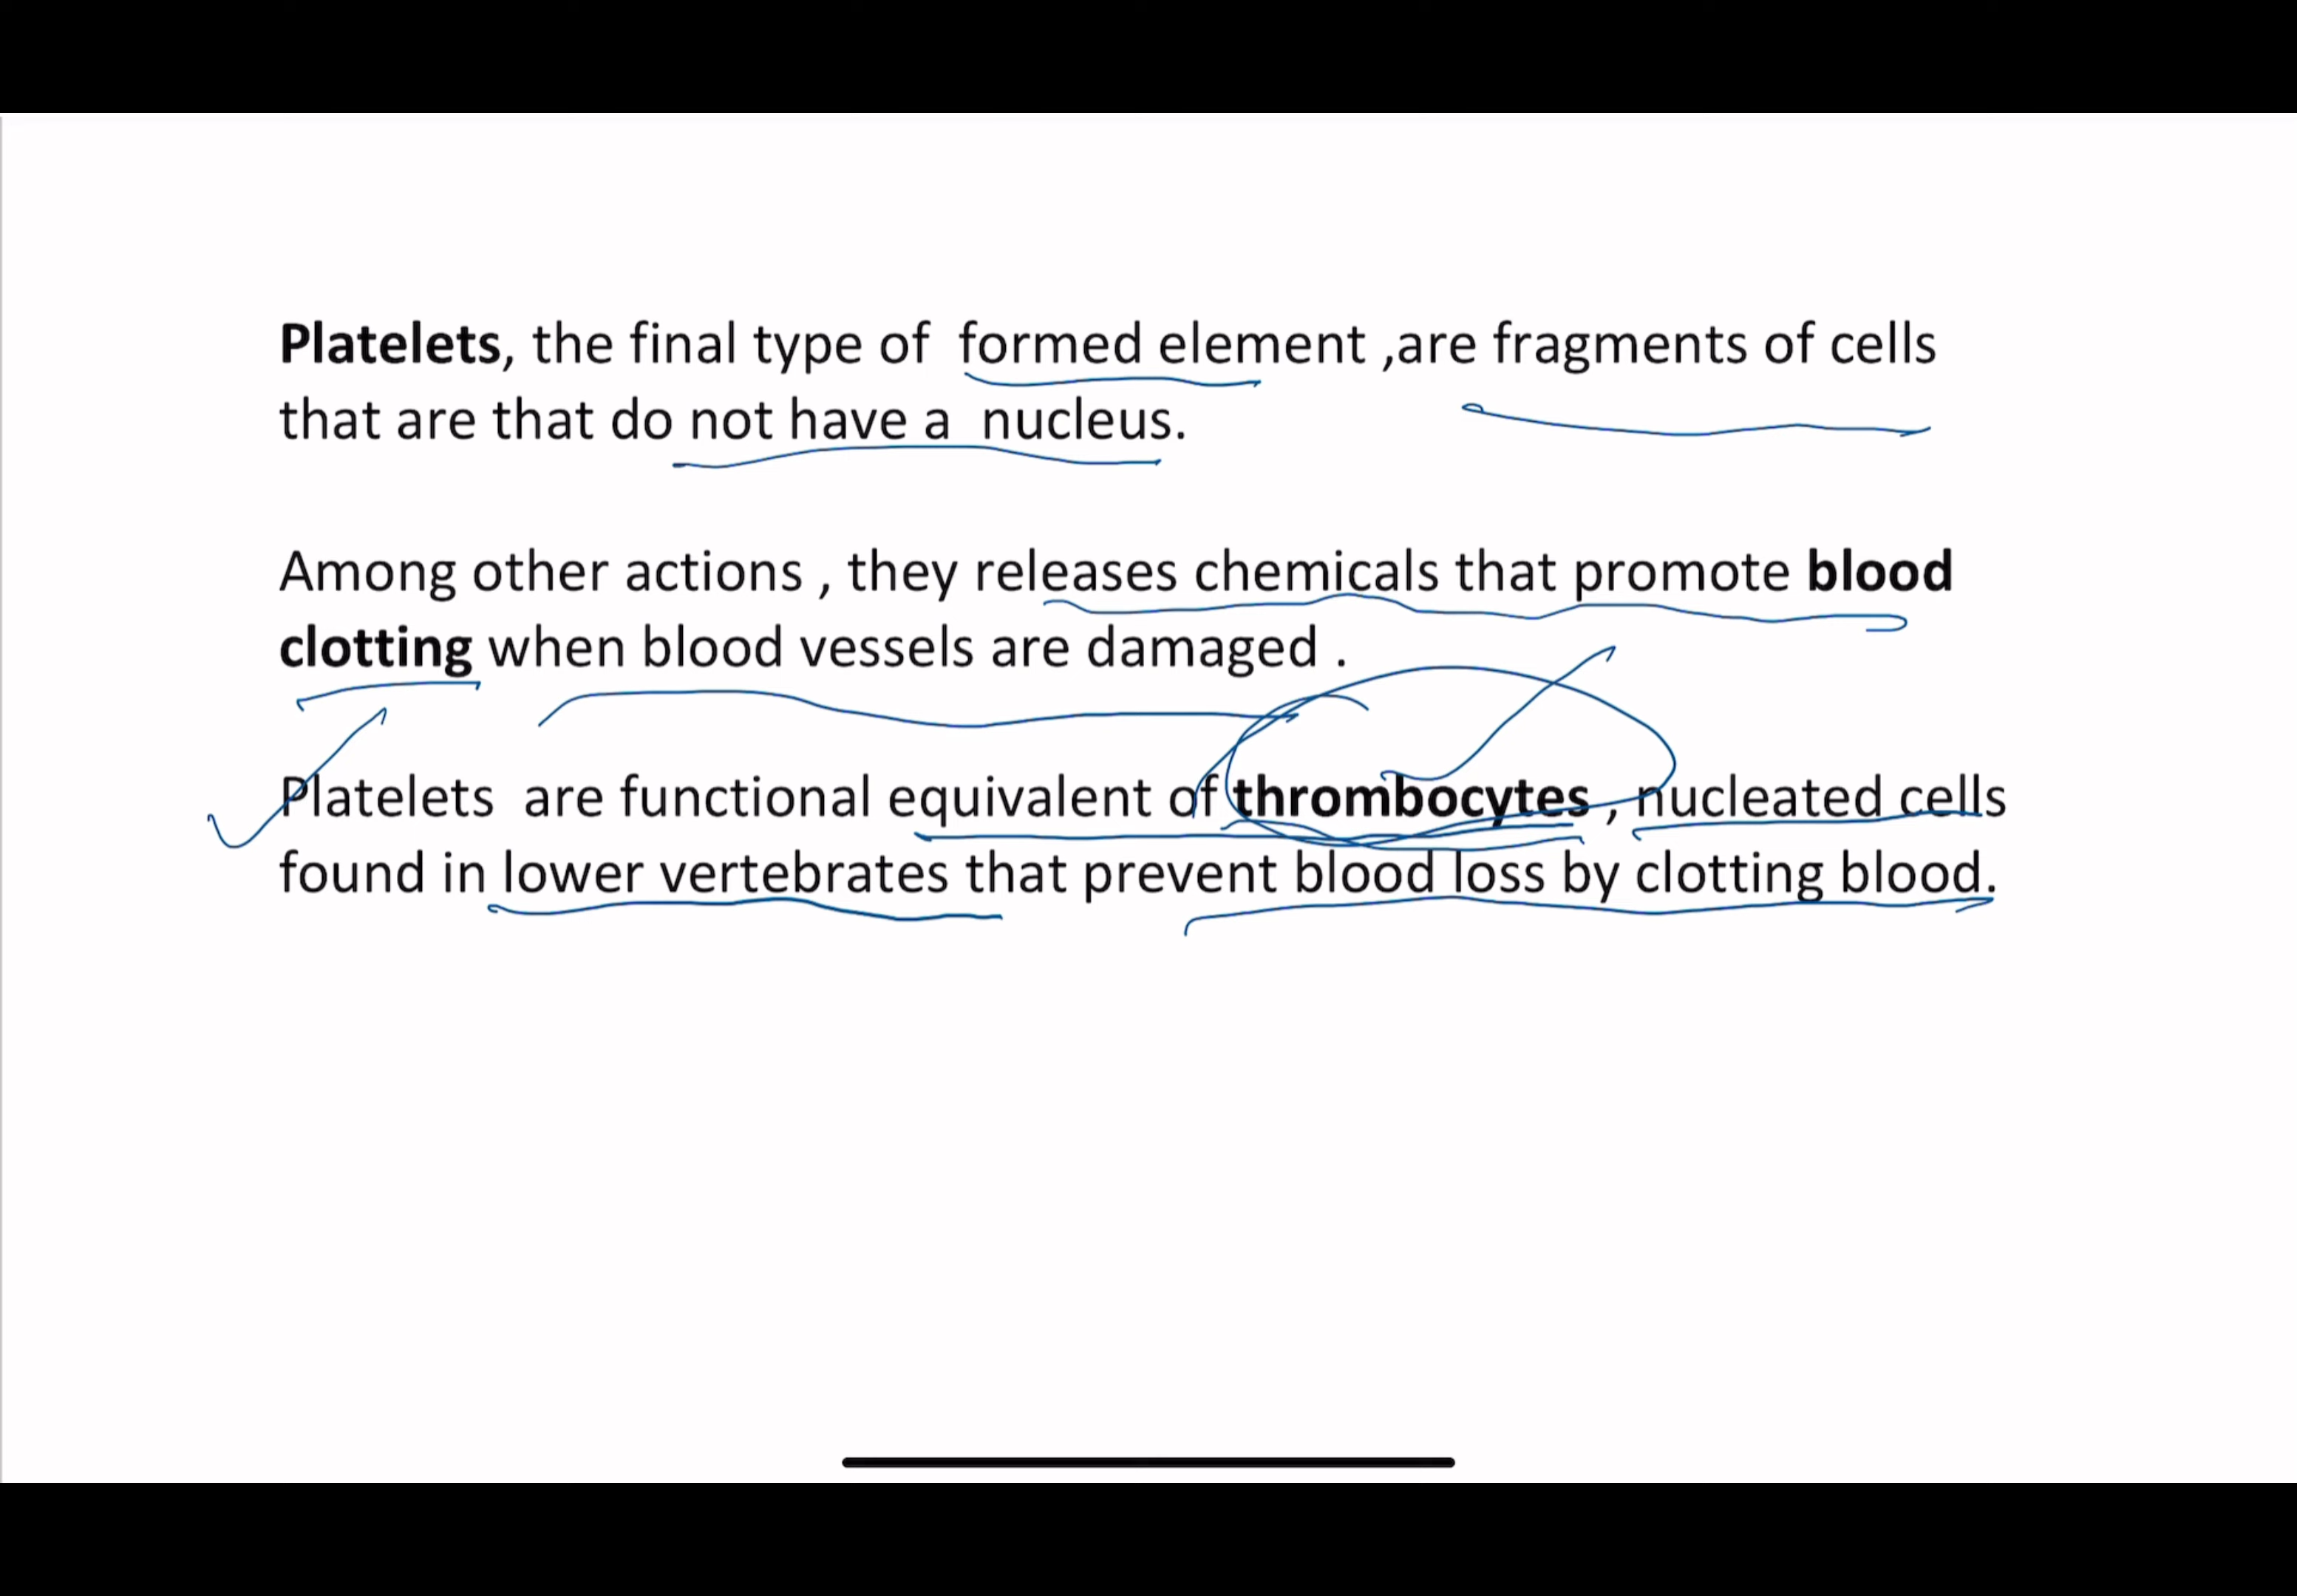 Platelets, the final type of formed element ,are fragments of cells
that are that do not have a nucleus.
Among other actions , they releases chemicals that promote blood
clotting when blood vessels are damaged .
Platelets are functional equivalent of thrombocytes , nucleated cells
found in lower vertebrates that prevent blood loss by clotting blood.